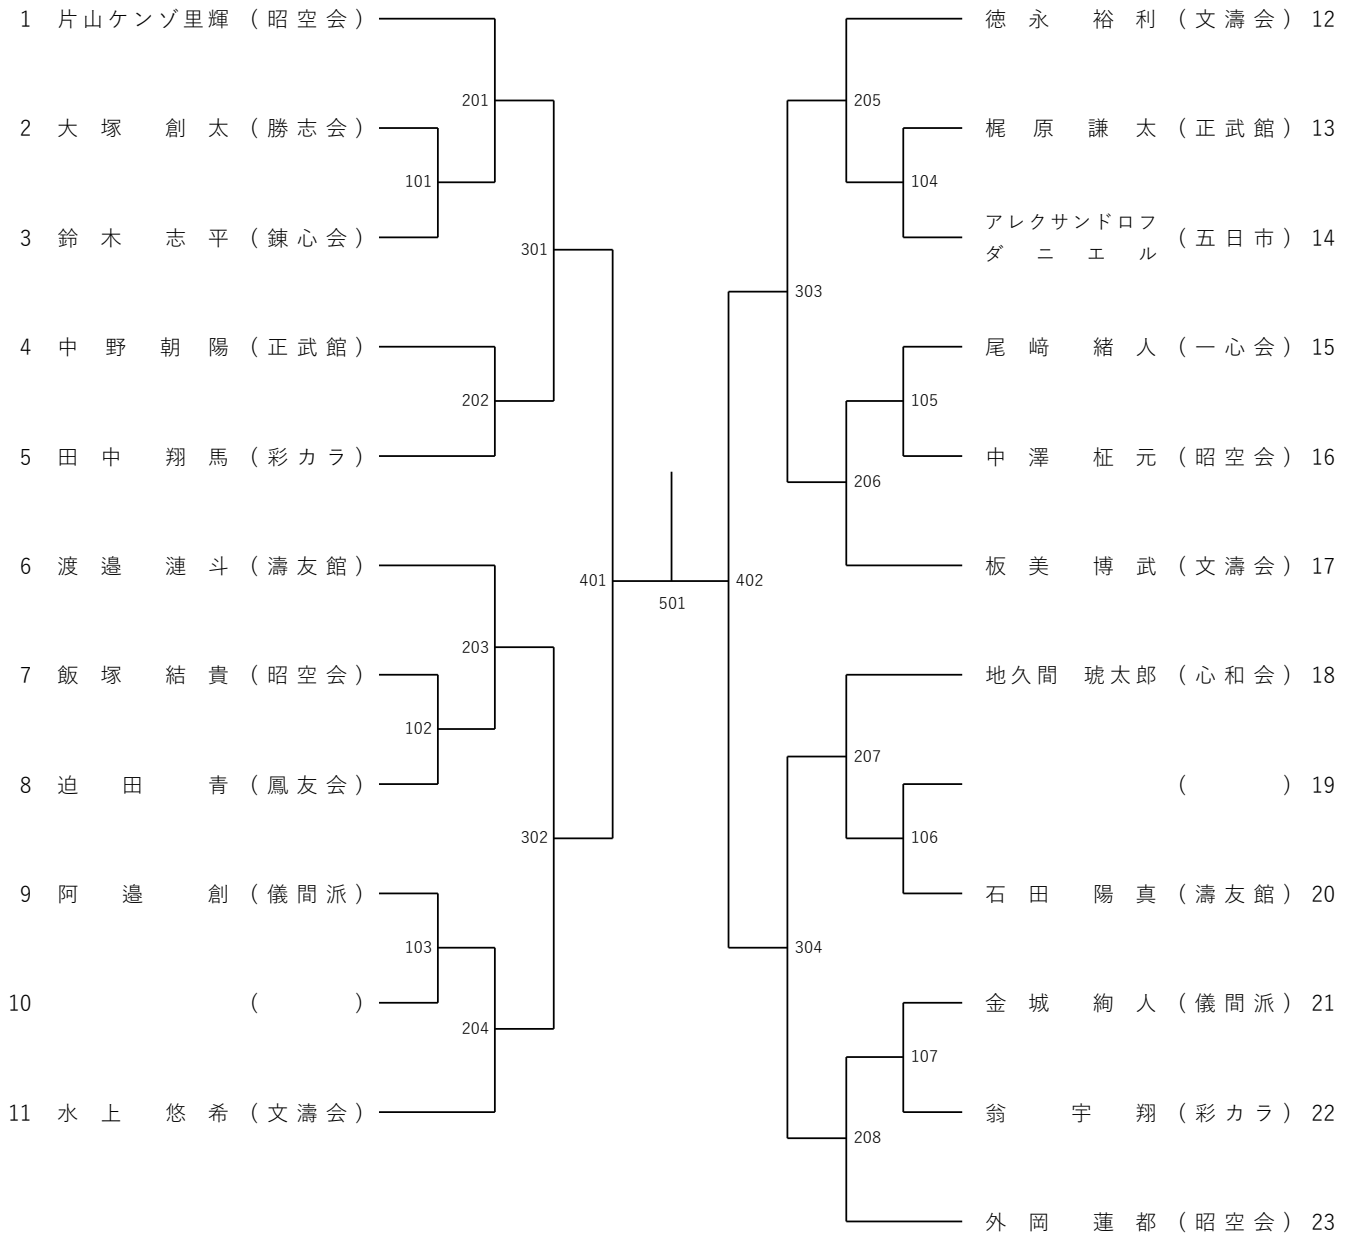 1 片山ケンゾ里輝 (昭空会)
201
2 大塚 創太 (勝志会)
101
3 鈴木 志平 (錬心会)
301
4 中野 朝陽 (正武館)
202
5 田中 翔馬 (彩カラ)
6 渡邉 漣斗 (濤友館)
401
203
7 飯塚 結貴 (昭空会)
102
8 迫田 青 (鳳友会)
302
9 阿邉 創 (儀間派)
103
10 ( )
204
11 水上 悠希 (文濤会)
501
徳永 裕利 (文濤会) 12
205
梶原 謙太 (正武館) 13
104
アレクサンドロフ
ダニエル (五日市) 14
303
尾﨑 緒人 (一心会) 15
105
中澤 柾元 (昭空会) 16
206
板美 博武 (文濤会) 17
402
地久間 琥太郎 (心和会) 18
207
( ) 19
106
石田 陽真 (濤友館) 20
304
金城 絢人 (儀間派) 21
107
翁 宇翔 (彩カラ) 22
208
外岡 蓮都 (昭空会) 23